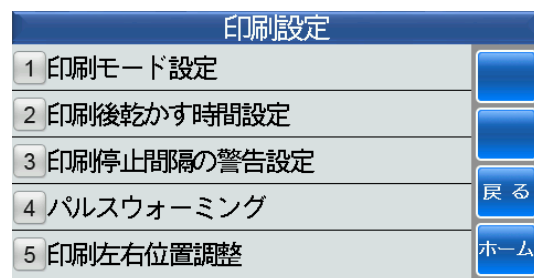 印刷設定
1 印刷モード設定
2 印刷後乾かす時間設定
3 印刷停止間隔の警告設定
4 パルスウォーミング
5 印刷左右位置調整
戻る
ホーム